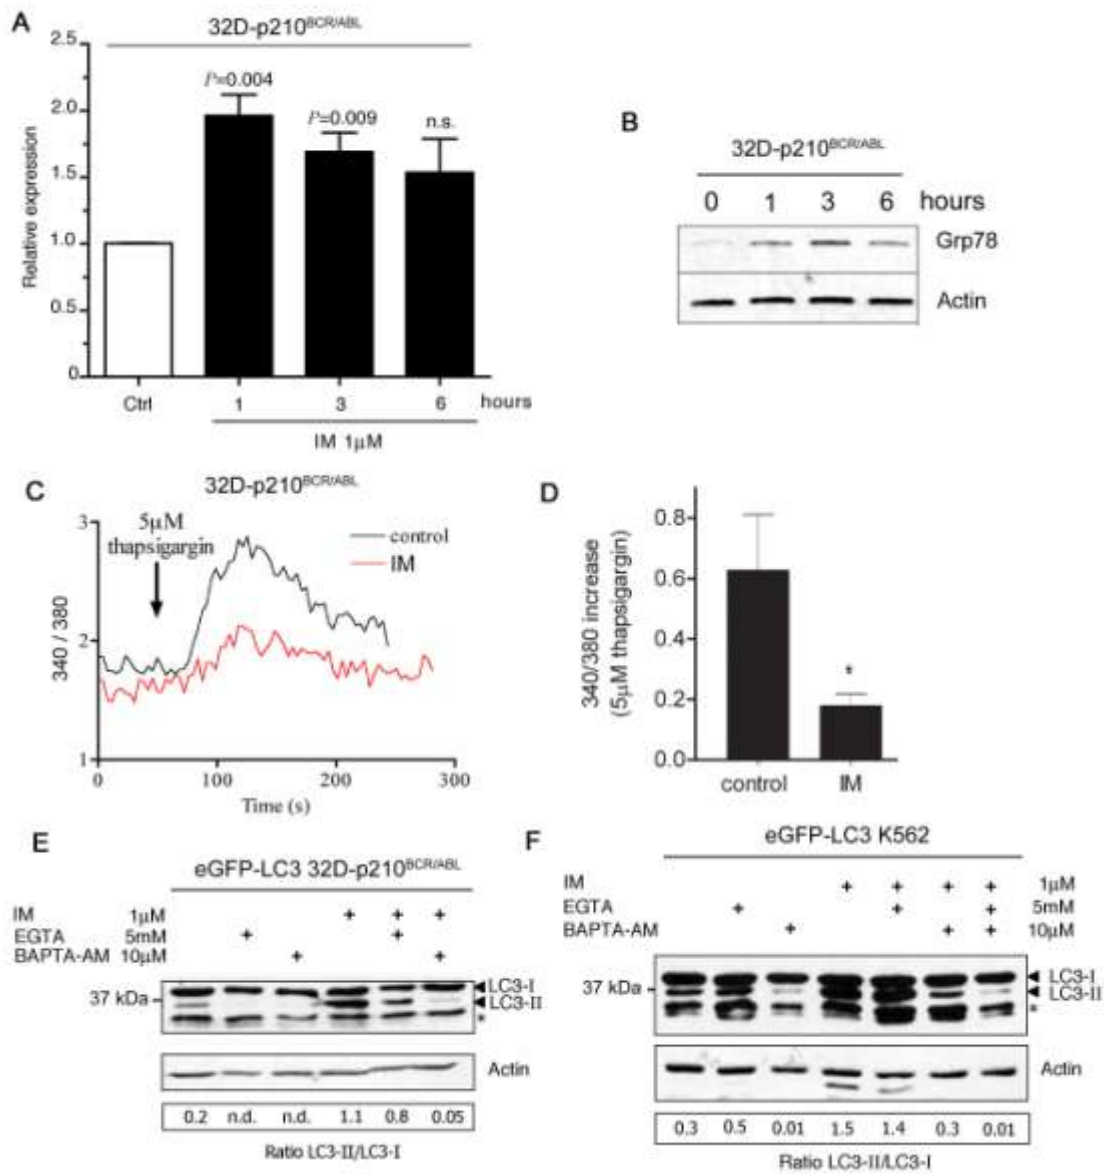 A
32D-p210BCR/ABL
2.5
2.0
1.5
1.0
0.5
0
Relative expression
P=0.004
P=0.009
n.s.
Ctrl 1 3 6 hours
IM 1µM
B
32D-p210BCR/ABL
0 1 3 6 hours
Grp78
Actin
C
32D-p210BCR/ABL
5µM
thapsigargin
control
IM
3
2
1
340 / 380
0 100 200 300
Time (s)
D
0.8
0.6
0.4
0.2
0.0
340/380 increase
(5µM thapsigargin)
*
control IM
E
eGFP-LC3 32D-p210BCR/ABL
IM 1µM + + +
EGTA 5mM + +
BAPTA-AM 10µM + +
37 kDa
LC3-I
LC3-II
*
Actin
0.2 n.d. n.d. 1.1 0.8 0.05
Ratio LC3-II/LC3-I
F
eGFP-LC3 K562
IM + + + + 1µM
EGTA + + + 5mM
BAPTA-AM + + + 10µM
37 kDa
LC3-I
LC3-II
*
Actin
0.3 0.5 0.01 1.5 1.4 0.3 0.01
Ratio LC3-II/LC3-I